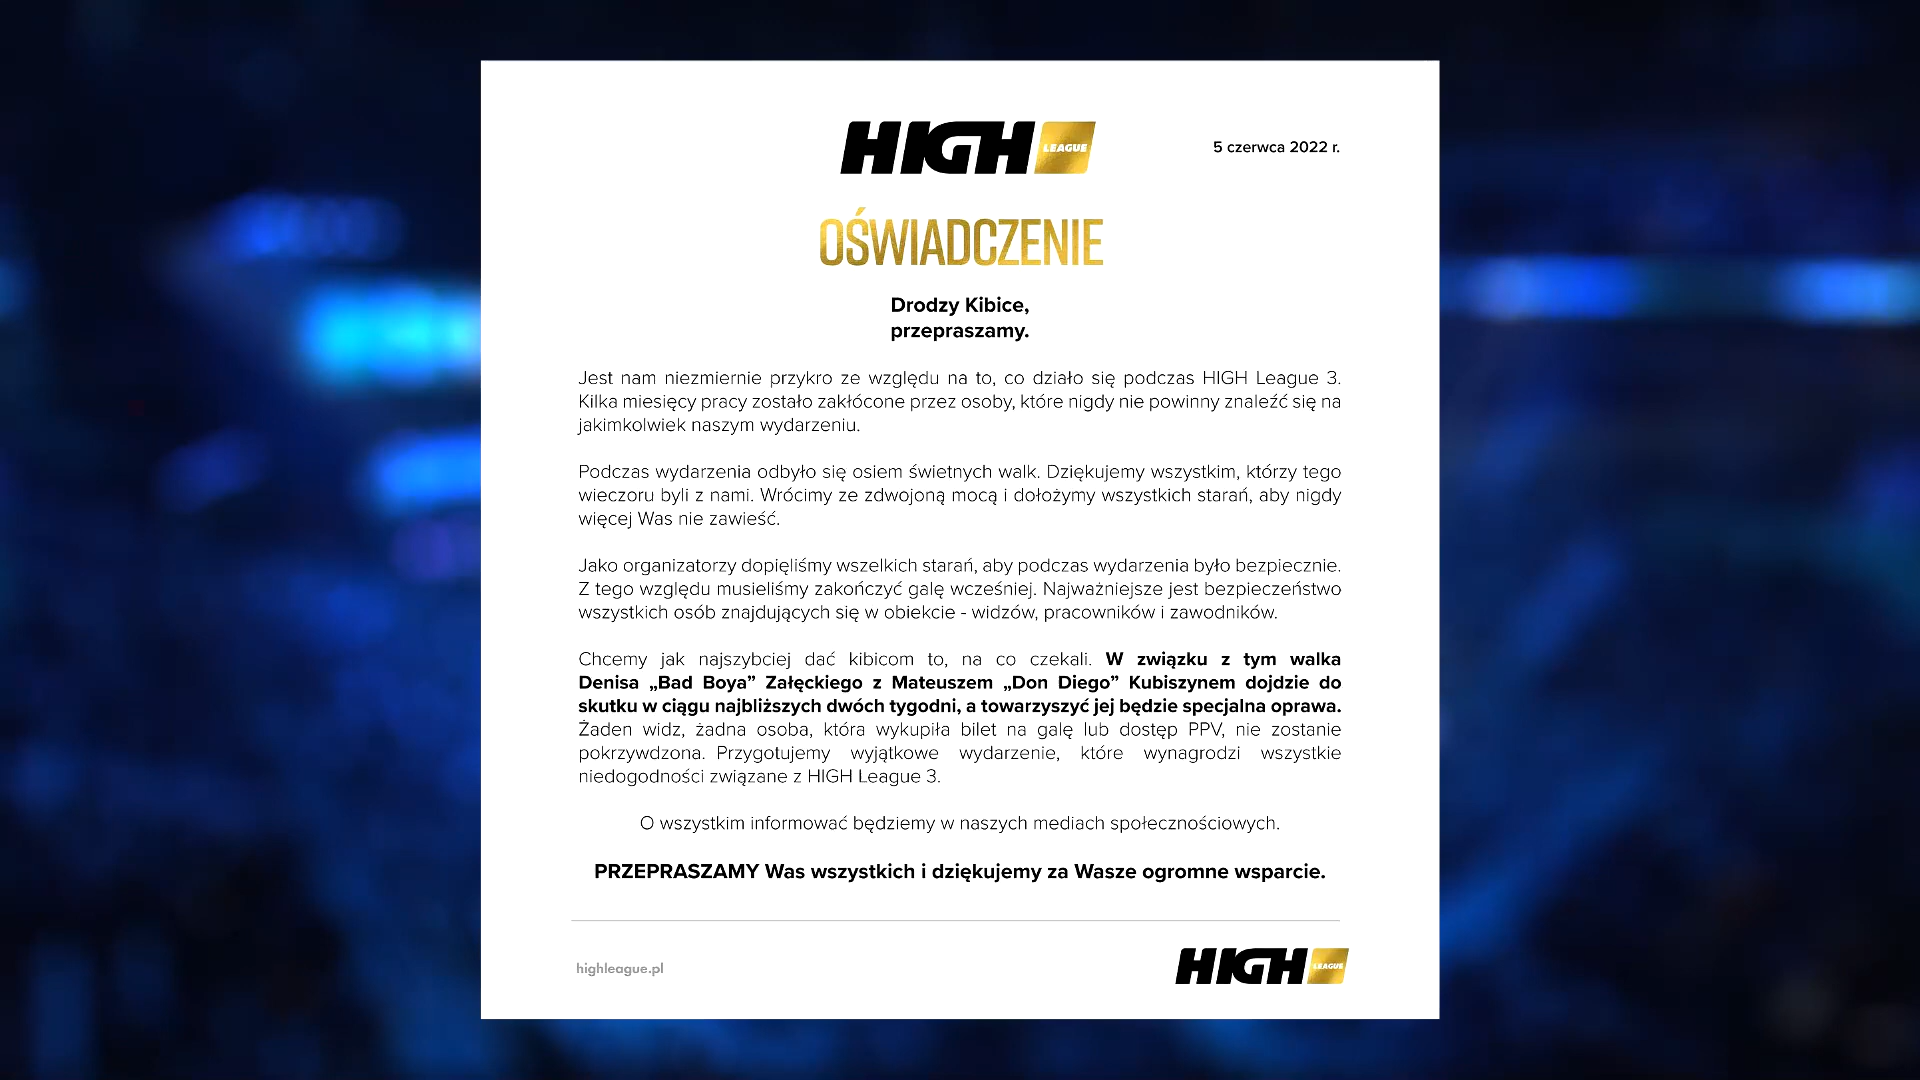 HIGH LEAGUE
5 czerwca 2022 r.
OŚWIADCZENIE
Drodzy Kibice,
przepraszamy.
Jest nam niezmiernie przykro ze względu na to, co działo się podczas HIGH League 3.
Kilka miesięcy pracy zostało zakłócone przez osoby, które nigdy nie powinny znaleźć się na
jakimkolwiek naszym wydarzeniu.
Podczas wydarzenia odbyło się osiem świetnych walk. Dziękujemy wszystkim, którzy tego
wieczoru byli z nami. Wrócimy ze zdwojoną mocą i dołożymy wszystkich starań, aby nigdy
więcej Was nie zawieść.
Jako organizatorzy dopięliśmy wszelkich starań, aby podczas wydarzenia było bezpiecznie.
Z tego względu musieliśmy zakończyć galę wcześniej. Najważniejsze jest bezpieczeństwo
wszystkich osób znajdujących się w obiekcie - widzów, pracowników i zawodników.
Chcemy jak najszybciej dać kibicom to, na co czekali. W związku z tym walka
Denisa „Bad Boya” Załęckiego z Mateuszem „Don Diego” Kubiszynem dojdzie do
skutku w ciągu najbliższych dwóch tygodni, a towarzyszyć jej będzie specjalna oprawa.
Żaden widz, żadna osoba, która wykupiła bilet na galę lub dostęp PPV, nie zostanie
pokrzywdzona. Przygotujemy wyjątkowe wydarzenie, które wynagrodzi wszystkie
niedogodności związane z HIGH League 3.
O wszystkim informować będziemy w naszych mediach społecznościowych.
PRZEPRASZAMY Was wszystkich i dziękujemy za Wasze ogromne wsparcie.
highleague.pl
HIGH LEAGUE